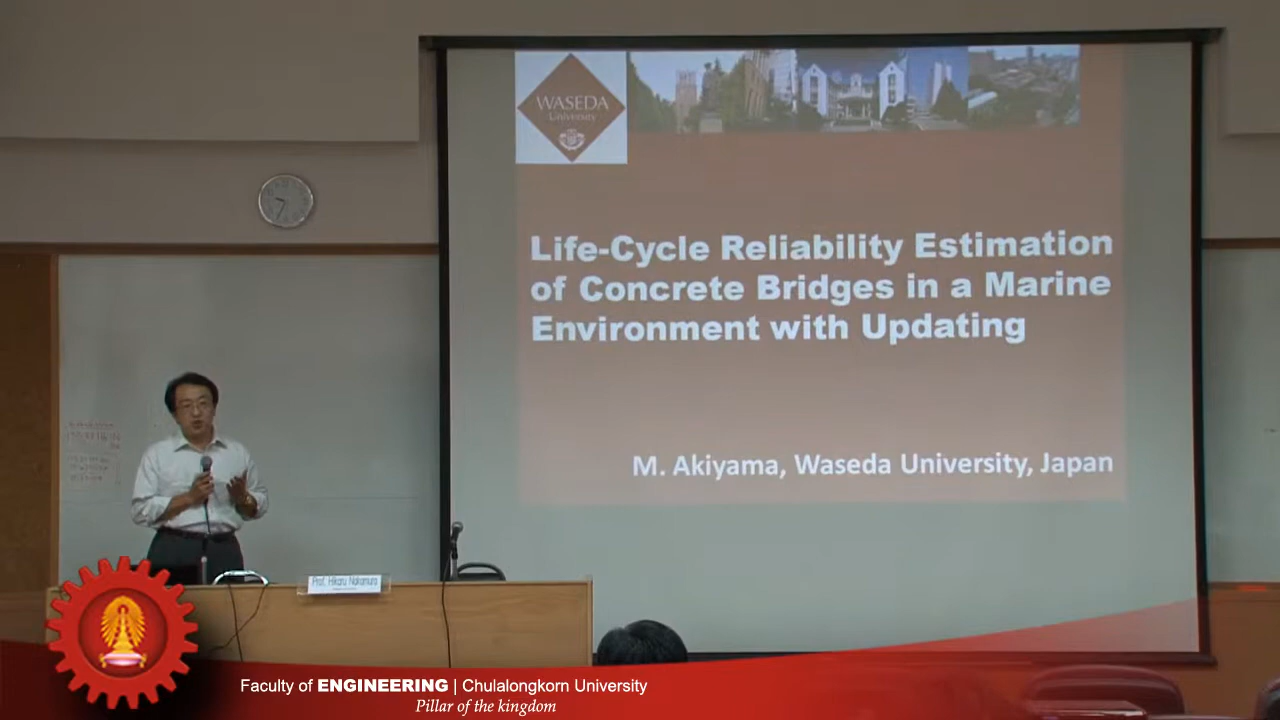 WASEDA
University
Life-Cycle Reliability Estimation
of Concrete Bridges in a Marine
Environment with Updating
M. Akiyama, Waseda University, Japan
Prof. Hikaru Nakamura
Faculty of ENGINEERING | Chulalongkorn University
Pillar of the kingdom